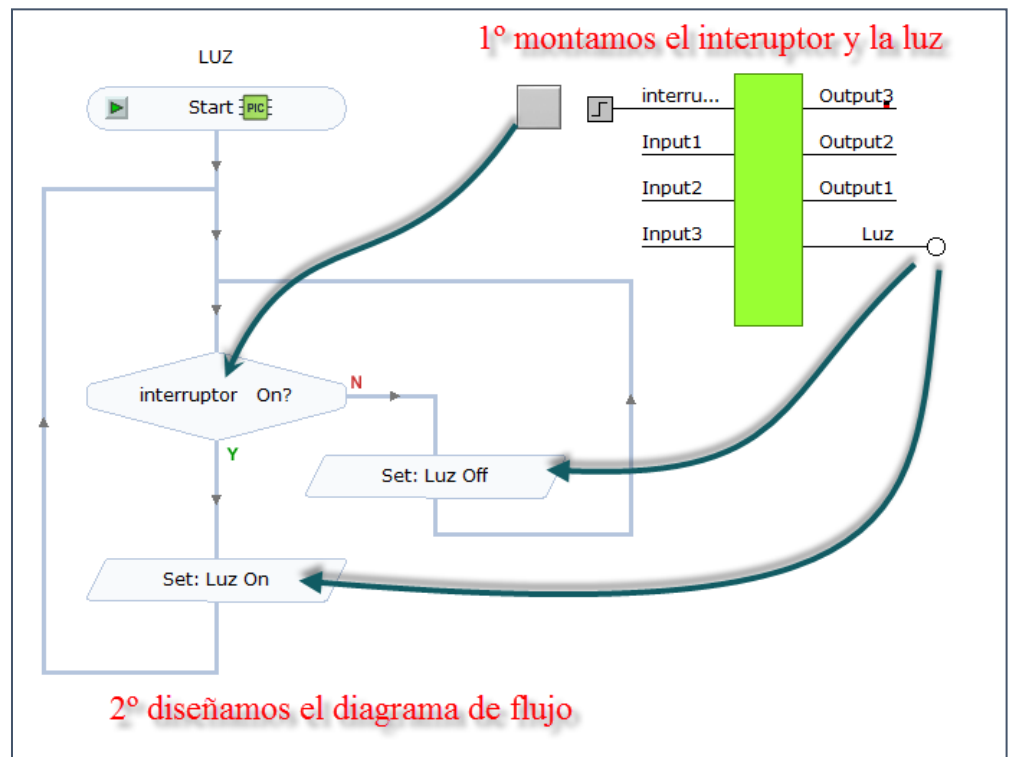 1º montamos el interuptor y la luz
LUZ
Start PIC
interru...
Input1
Input2
Input3
Output3
Output2
Output1
Luz
interruptor On?
N
Y
Set: Luz Off
Set: Luz On
2º diseñamos el diagrama de flujo